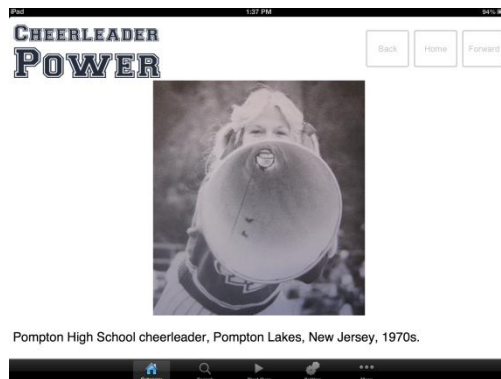 iPad
1:37 PM
94%
CHEERLEADER
POWER
Back
Home
Forward
Pompton High School cheerleader, Pompton Lakes, New Jersey, 1970s.